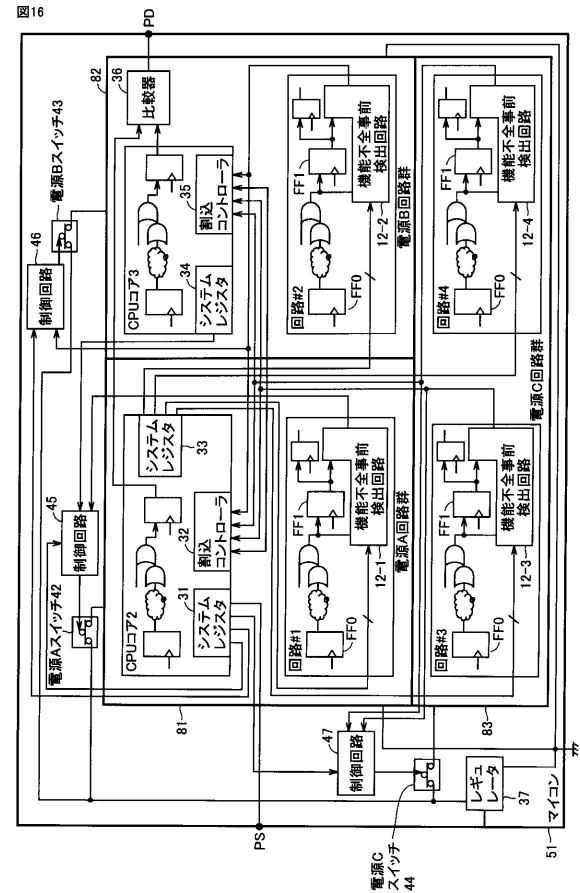 図16
PD
82
36
比較器
電源Bスイッチ43
46
制御回路
CPUコア3
35
割込
コントローラ
34
システム
レジスタ
回路#2
FF0
FF1
機能不全事前
検出回路
12-2
電源B回路群
回路#4
FF0
FF1
機能不全事前
検出回路
12-4
電源C回路群
45
制御回路
電源Aスイッチ42
CPUコア2
システム
レジスタ
33
32
割込
コントローラ
31
システム
レジスタ
81
回路#1
FF0
FF1
機能不全事前
検出回路
12-1
電源A回路群
回路#3
FF0
FF1
機能不全事前
検出回路
12-3
83
47
制御回路
PS
電源C
スイッチ
44
レギュ
レータ
37
マイコン
51